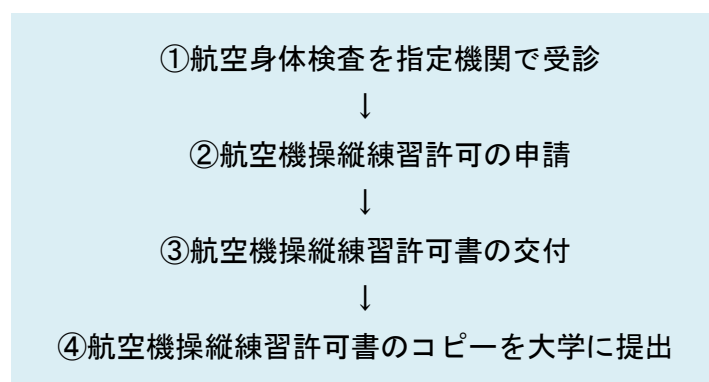 ①航空身体検査を指定機関で受診
↓
②航空機操縦練習許可の申請
↓
③航空機操縦練習許可書の交付
↓
④航空機操縦練習許可書のコピーを大学に提出